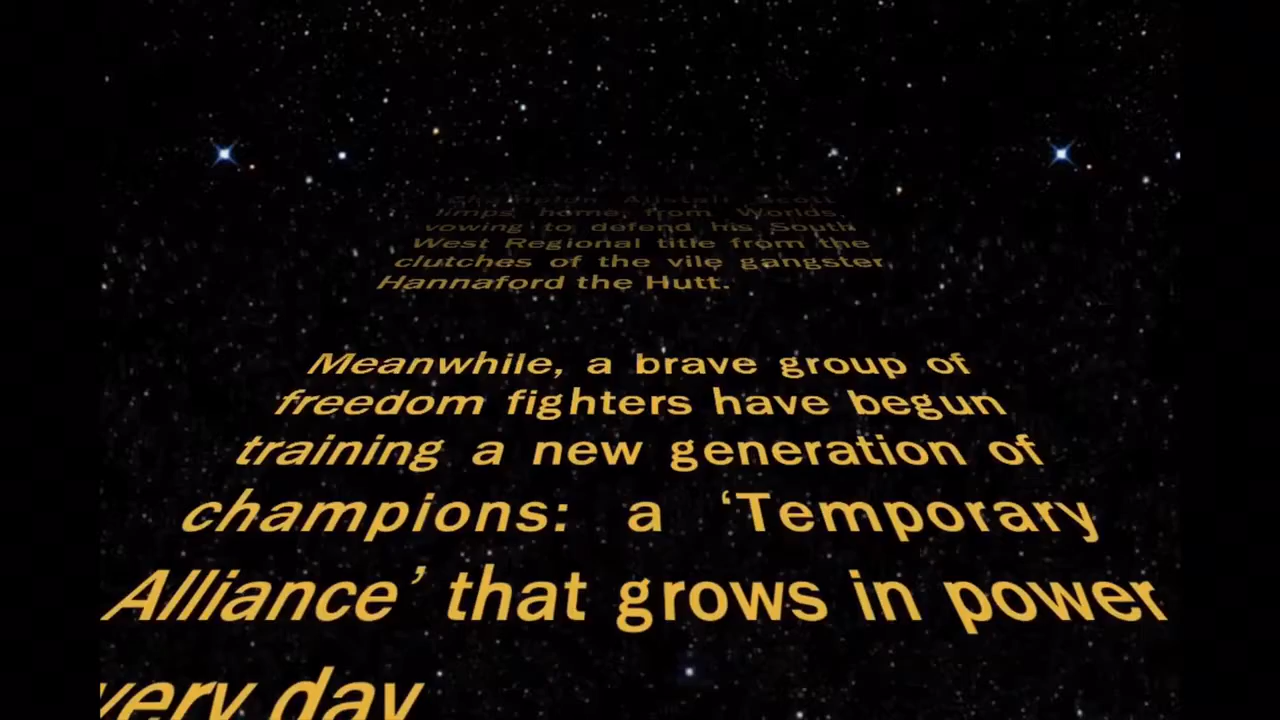 Champion Alistair Scott
limps home, from Worlds,
vowing to defend his South
West Regional title from the
clutches of the vile gangster
Hannaford the Hutt.
Meanwhile, a brave group of
freedom fighters have begun
training a new generation of
champions: a ‘Temporary
Alliance’ that grows in power
very day